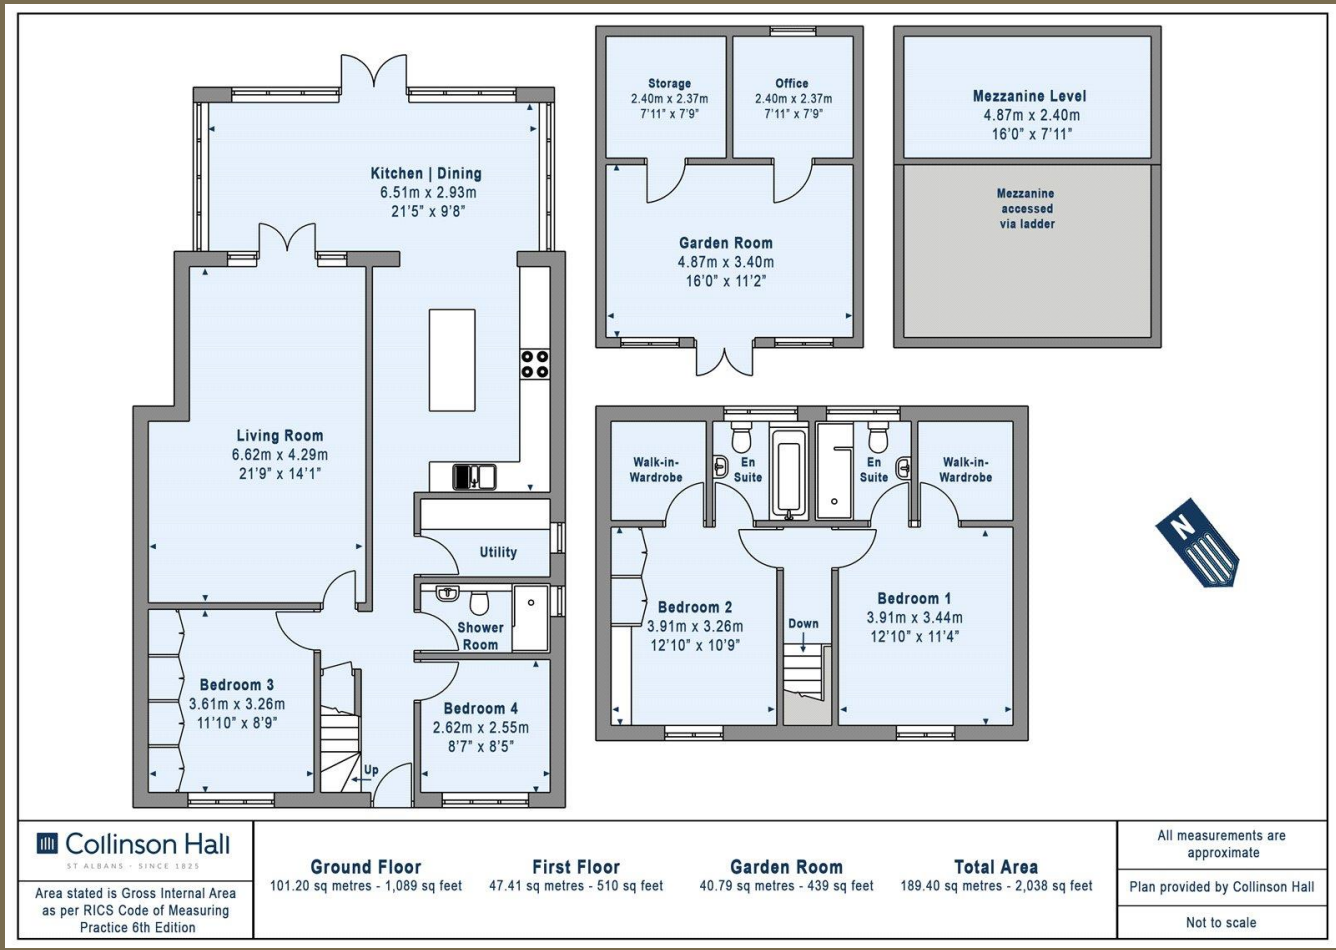 Kitchen | Dining
6.51m x 2.93m
21'5" x 9'8"
Storage
2.40m x 2.37m
7'11" x 7'9"
Office
2.40m x 2.37m
7'11" x 7'9"
Garden Room
4.87m x 3.40m
16'0" x 11'2"
Mezzanine Level
4.87m x 2.40m
16'0" x 7'11"
Mezzanine
accessed
via ladder
Living Room
6.62m x 4.29m
21'9" x 14'1"
Utility
Shower
Room
Bedroom 3
3.61m x 3.26m
11'10" x 8'9"
Up
Bedroom 4
2.62m x 2.55m
8'7" x 8'5"
Walk-in-
Wardrobe
En
Suite
En
Suite
Walk-in-
Wardrobe
Bedroom 2
3.91m x 3.26m
12'10" x 10'9"
Down
Bedroom 1
3.91m x 3.44m
12'10" x 11'4"
N
Collinson Hall
ST ALBANS · SINCE 1825
Area stated is Gross Internal Area
as per RICS Code of Measuring
Practice 6th Edition
Ground Floor
101.20 sq metres - 1,089 sq feet
First Floor
47.41 sq metres - 510 sq feet
Garden Room
40.79 sq metres - 439 sq feet
Total Area
189.40 sq metres - 2,038 sq feet
All measurements are
approximate
Plan provided by Collinson Hall
Not to scale